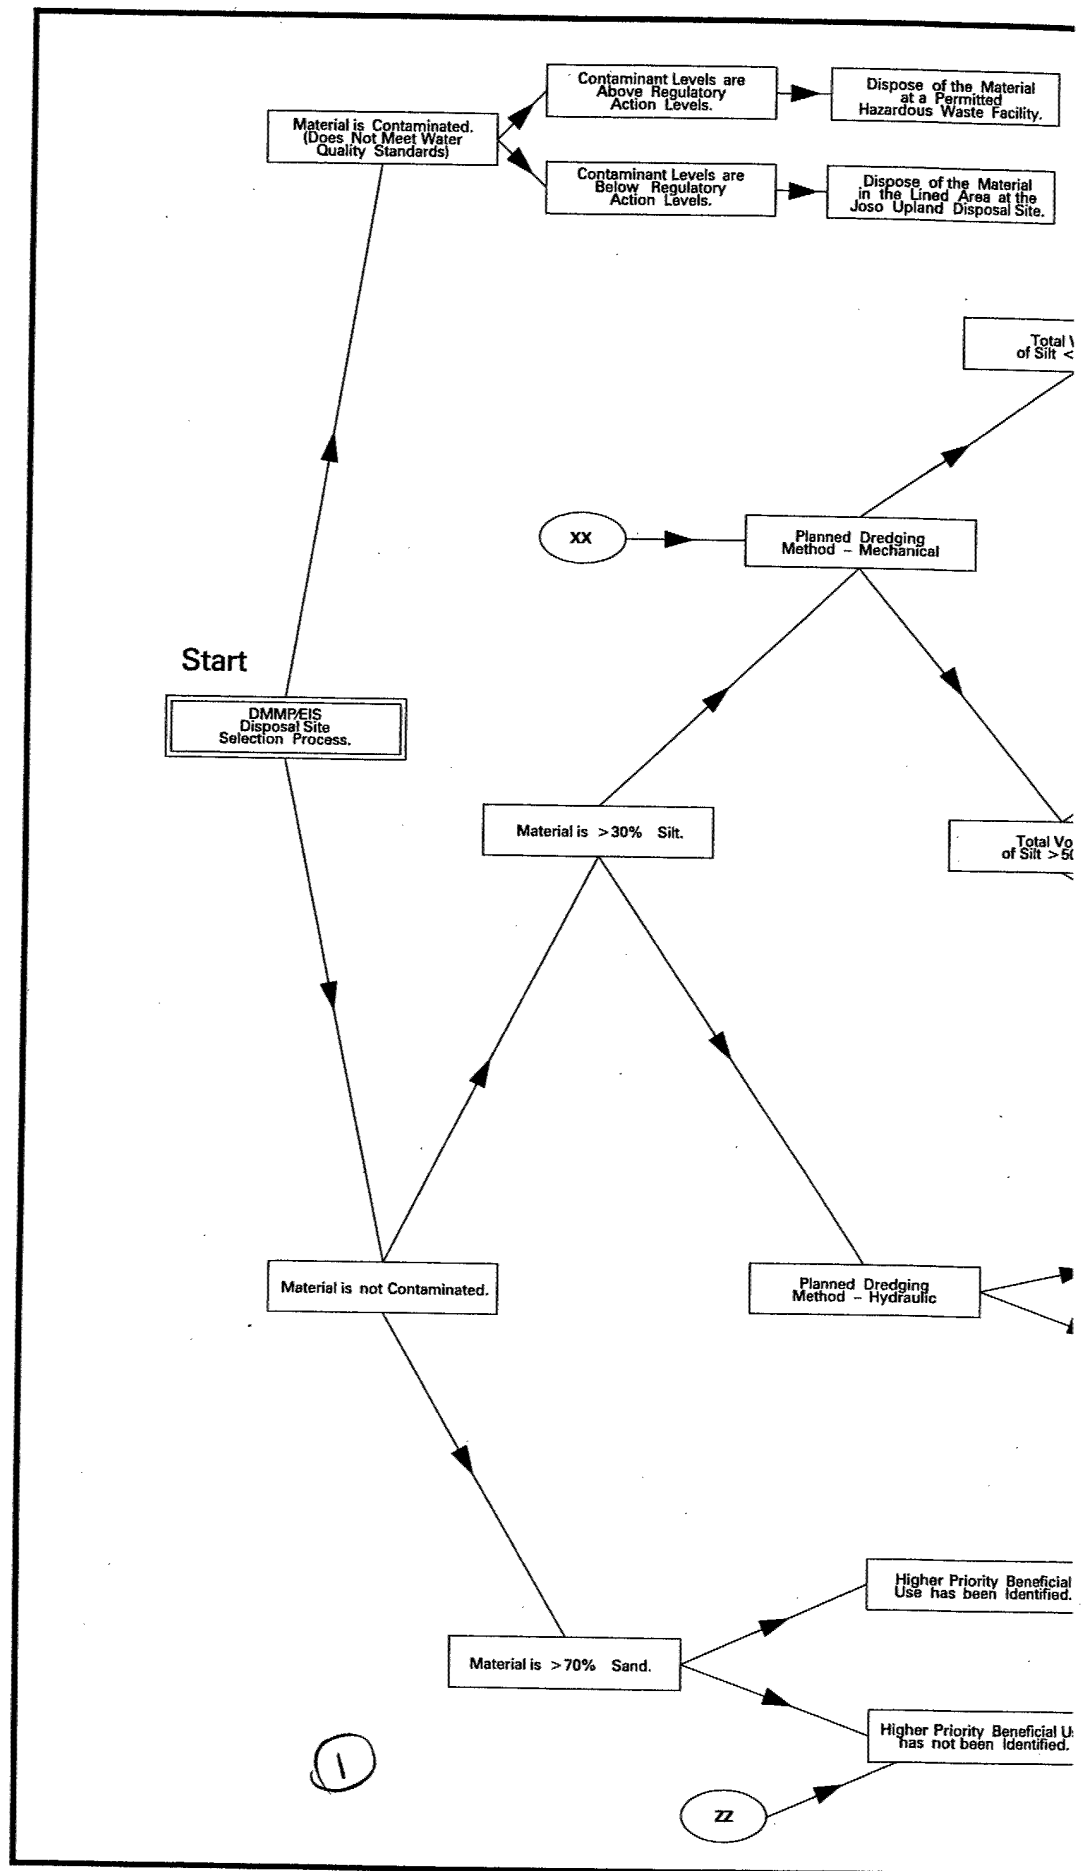 Contaminant Levels are
Above Regulatory
Action Levels.
Dispose of the Material
at a Permitted
Hazardous Waste Facility.
Material is Contaminated.
(Does Not Meet Water
Quality Standards)
Contaminant Levels are
Below Regulatory
Action Levels.
Dispose of the Material
in the Lined Area at the
Joso Upland Disposal Site.
Total
of Silt <
XX
Planned Dredging
Method - Mechanical
Start
DMMP/EIS
Disposal Site
Selection Process.
Material is >30% Silt.
Total Vo
of Silt >50
Material is not Contaminated.
Planned Dredging
Method - Hydraulic
Higher Priority Beneficial
Use has been Identified.
Material is >70% Sand.
Higher Priority Beneficial U
has not been Identified.
1
ZZ